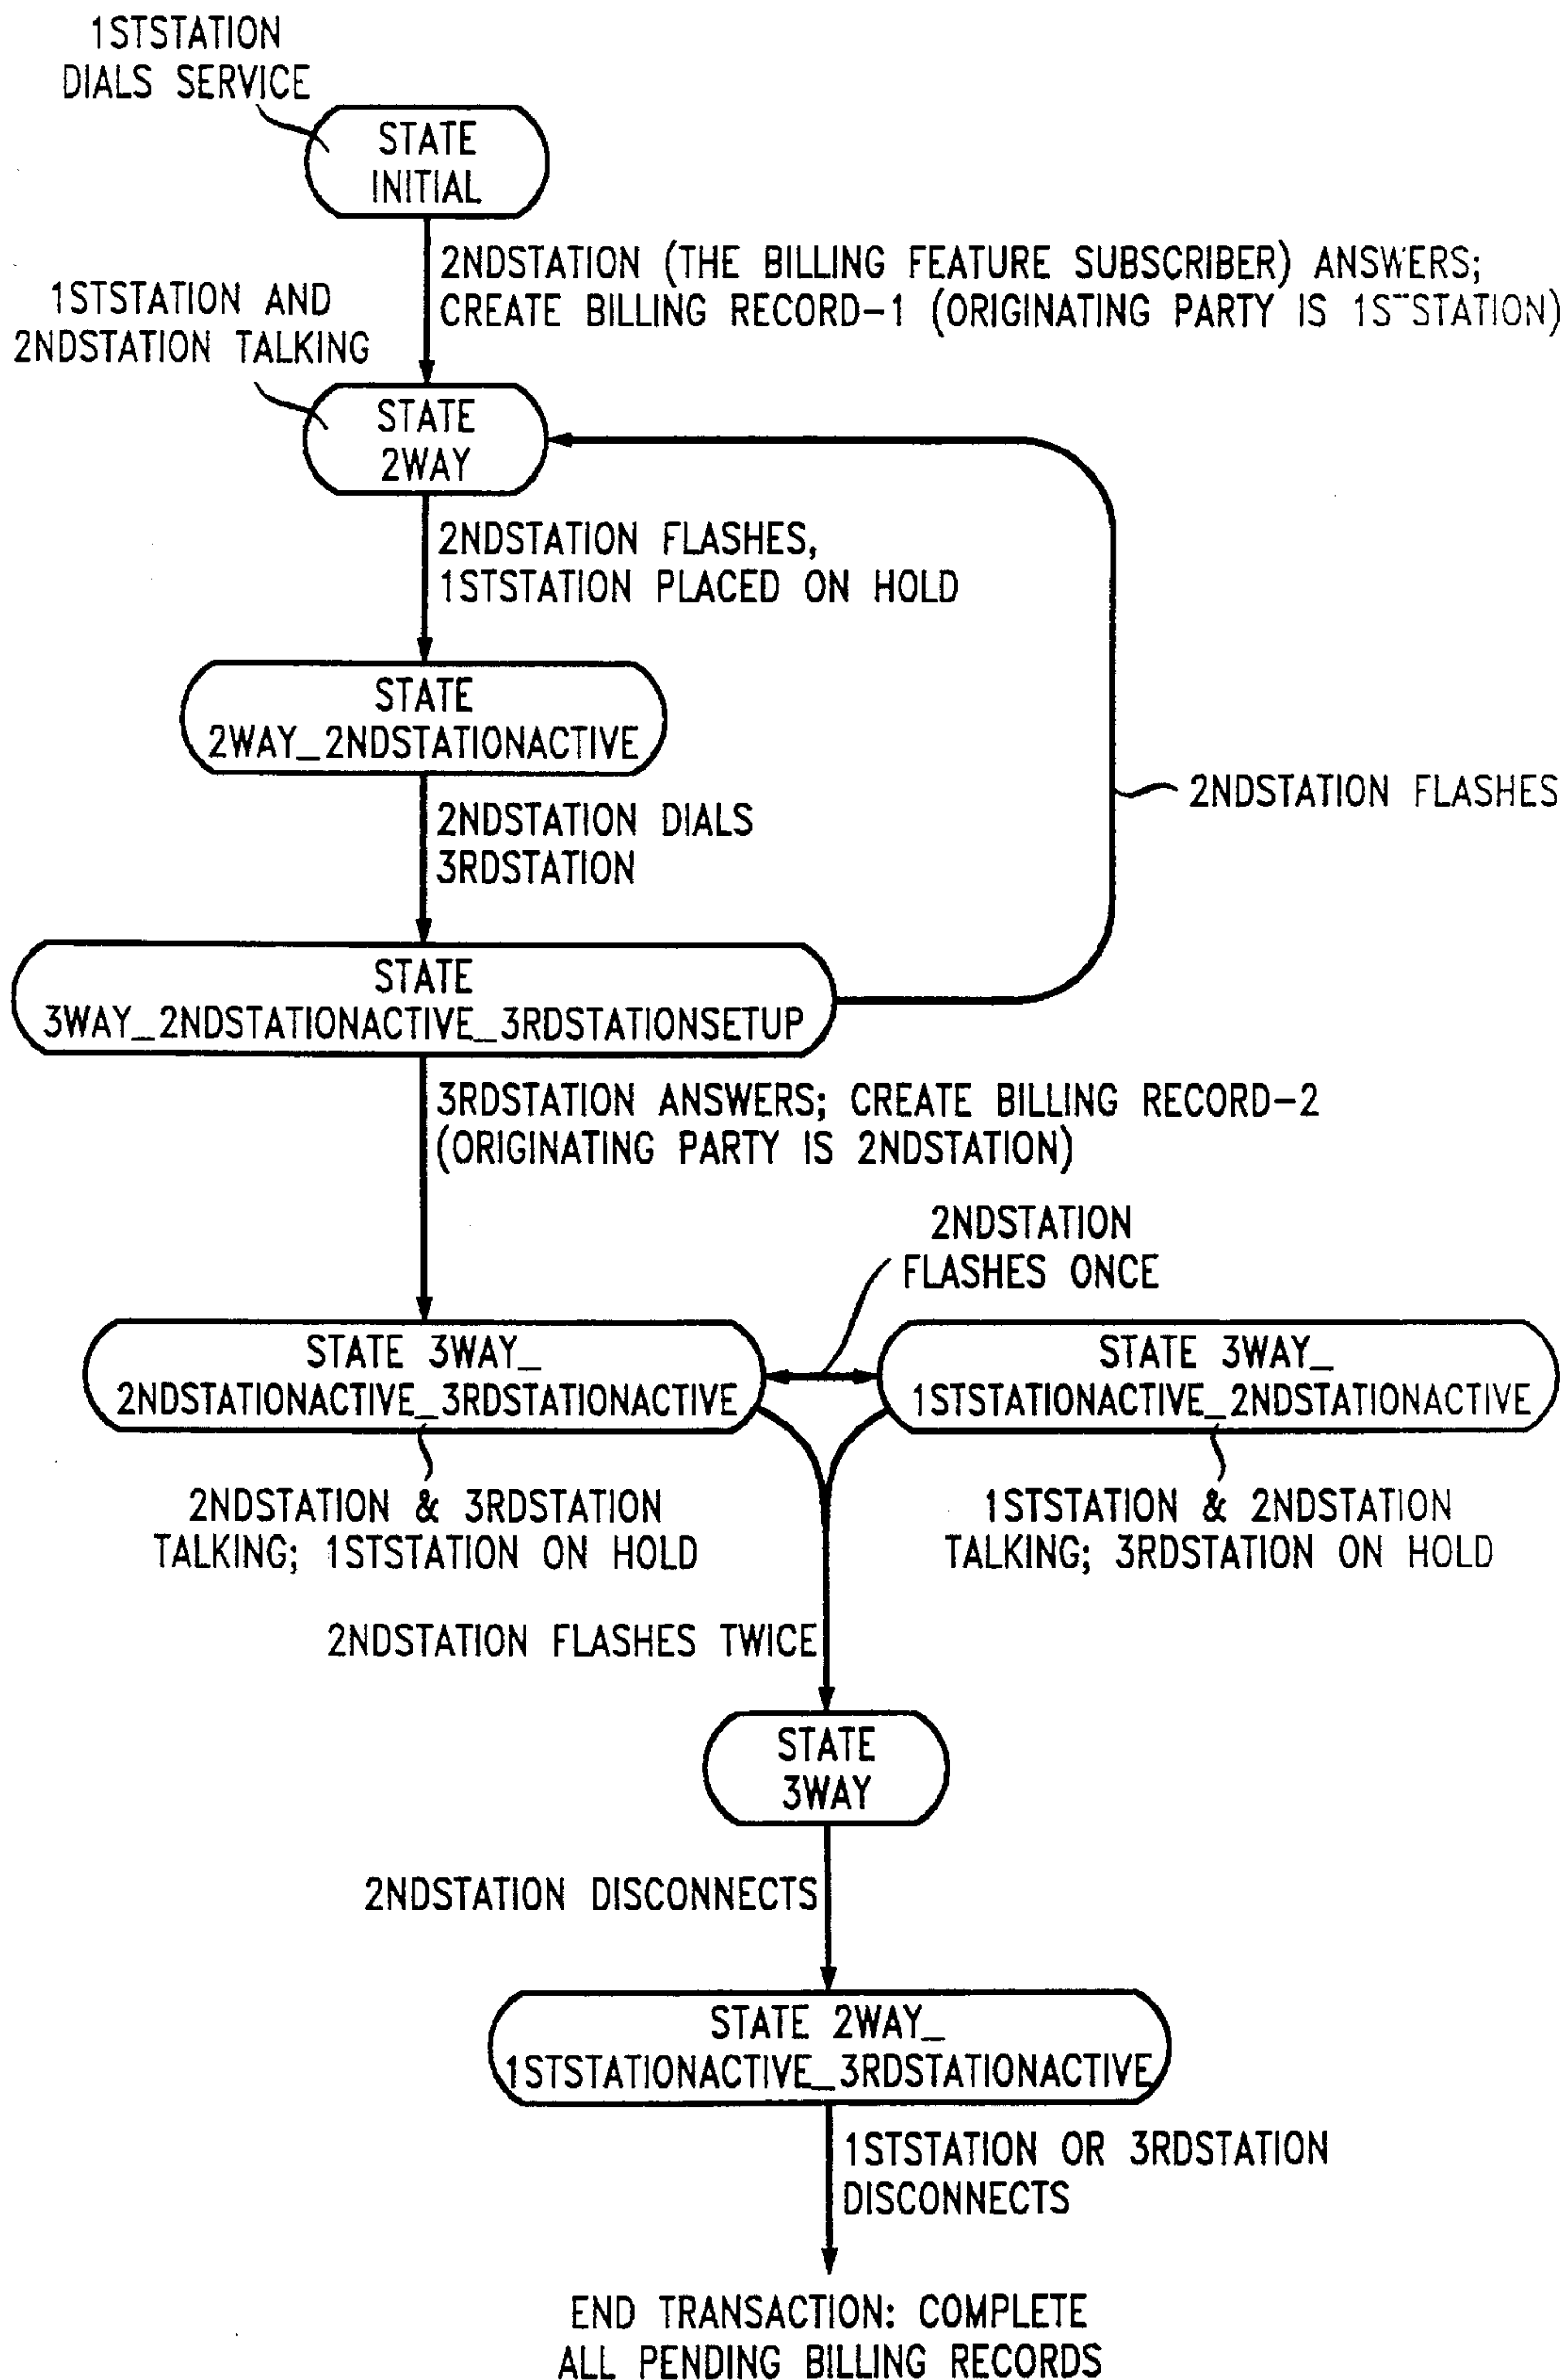 1STSTATION
DIALS SERVICE
STATE
INITIAL
2NDSTATION (THE BILLING FEATURE SUBSCRIBER) ANSWERS;
CREATE BILLING RECORD-1 (ORIGINATING PARTY IS 1STSTATION)
1STSTATION AND
2NDSTATION TALKING
STATE
2WAY
2NDSTATION FLASHES,
1STSTATION PLACED ON HOLD
STATE
2WAY_2NDSTATIONACTIVE
2NDSTATION FLASHES
2NDSTATION DIALS
3RDSTATION
STATE
3WAY_2NDSTATIONACTIVE_3RDSTATIONSETUP
3RDSTATION ANSWERS; CREATE BILLING RECORD-2
(ORIGINATING PARTY IS 2NDSTATION)
2NDSTATION
FLASHES ONCE
STATE 3WAY_
2NDSTATIONACTIVE_3RDSTATIONACTIVE
STATE 3WAY_
1STSTATIONACTIVE_2NDSTATIONACTIVE
2NDSTATION & 3RDSTATION
TALKING; 1STSTATION ON HOLD
1STSTATION & 2NDSTATION
TALKING; 3RDSTATION ON HOLD
2NDSTATION FLASHES TWICE
STATE
3WAY
2NDSTATION DISCONNECTS
STATE 2WAY_
1STSTATIONACTIVE_3RDSTATIONACTIVE
1STSTATION OR 3RDSTATION
DISCONNECTS
END TRANSACTION: COMPLETE
ALL PENDING BILLING RECORDS